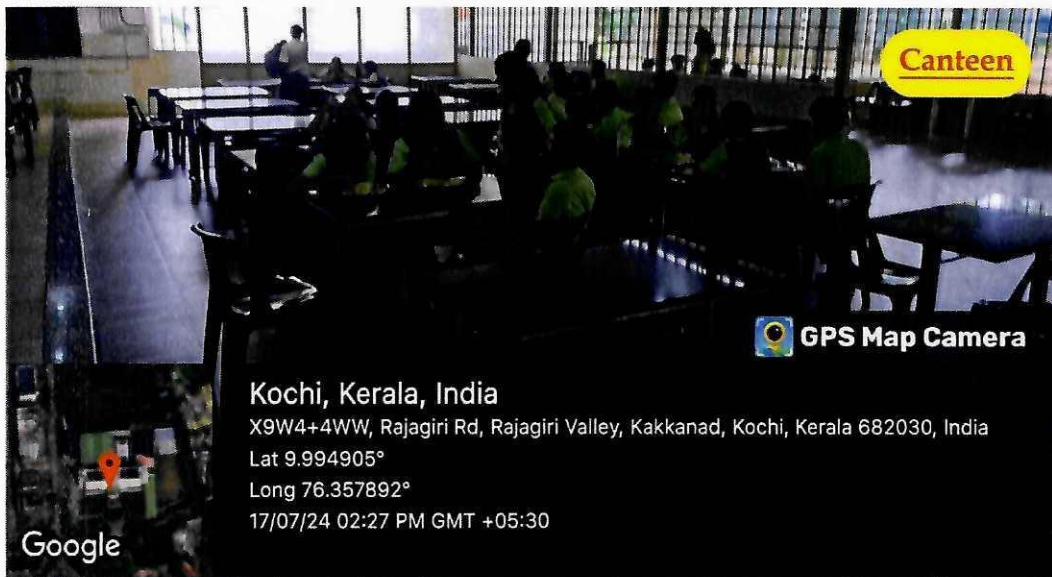 Canteen
GPS Map Camera
Kochi, Kerala, India
X9W4+4WW, Rajagiri Rd, Rajagiri Valley, Kakkanad, Kochi, Kerala 682030, India
Lat 9.994905°
Long 76.357892°
17/07/24 02:27 PM GMT +05:30
Google